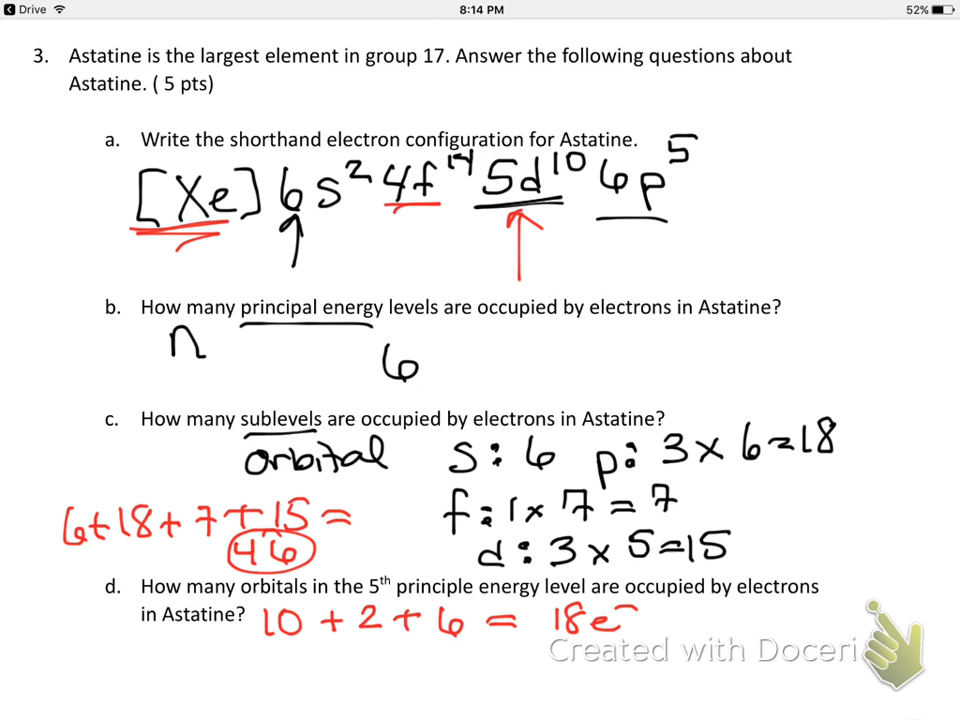 Drive 8:14 PM 52%
3. Astatine is the largest element in group 17. Answer the following questions about
Astatine. ( 5 pts)
a. Write the shorthand electron configuration for Astatine.
[Xe] 6s² 4f¹⁴ 5d¹⁰ 6p⁵
b. How many principal energy levels are occupied by electrons in Astatine?
n 6
c. How many sublevels are occupied by electrons in Astatine?
orbital s: 6 p: 3 x 6 = 18
6 + 18 + 7 + 15 = f: 1 x 7 = 7
46 d: 3 x 5 = 15
d. How many orbitals in the 5th principle energy level are occupied by electrons
in Astatine? 10 + 2 + 6 = 18e⁻
Created with Doceri